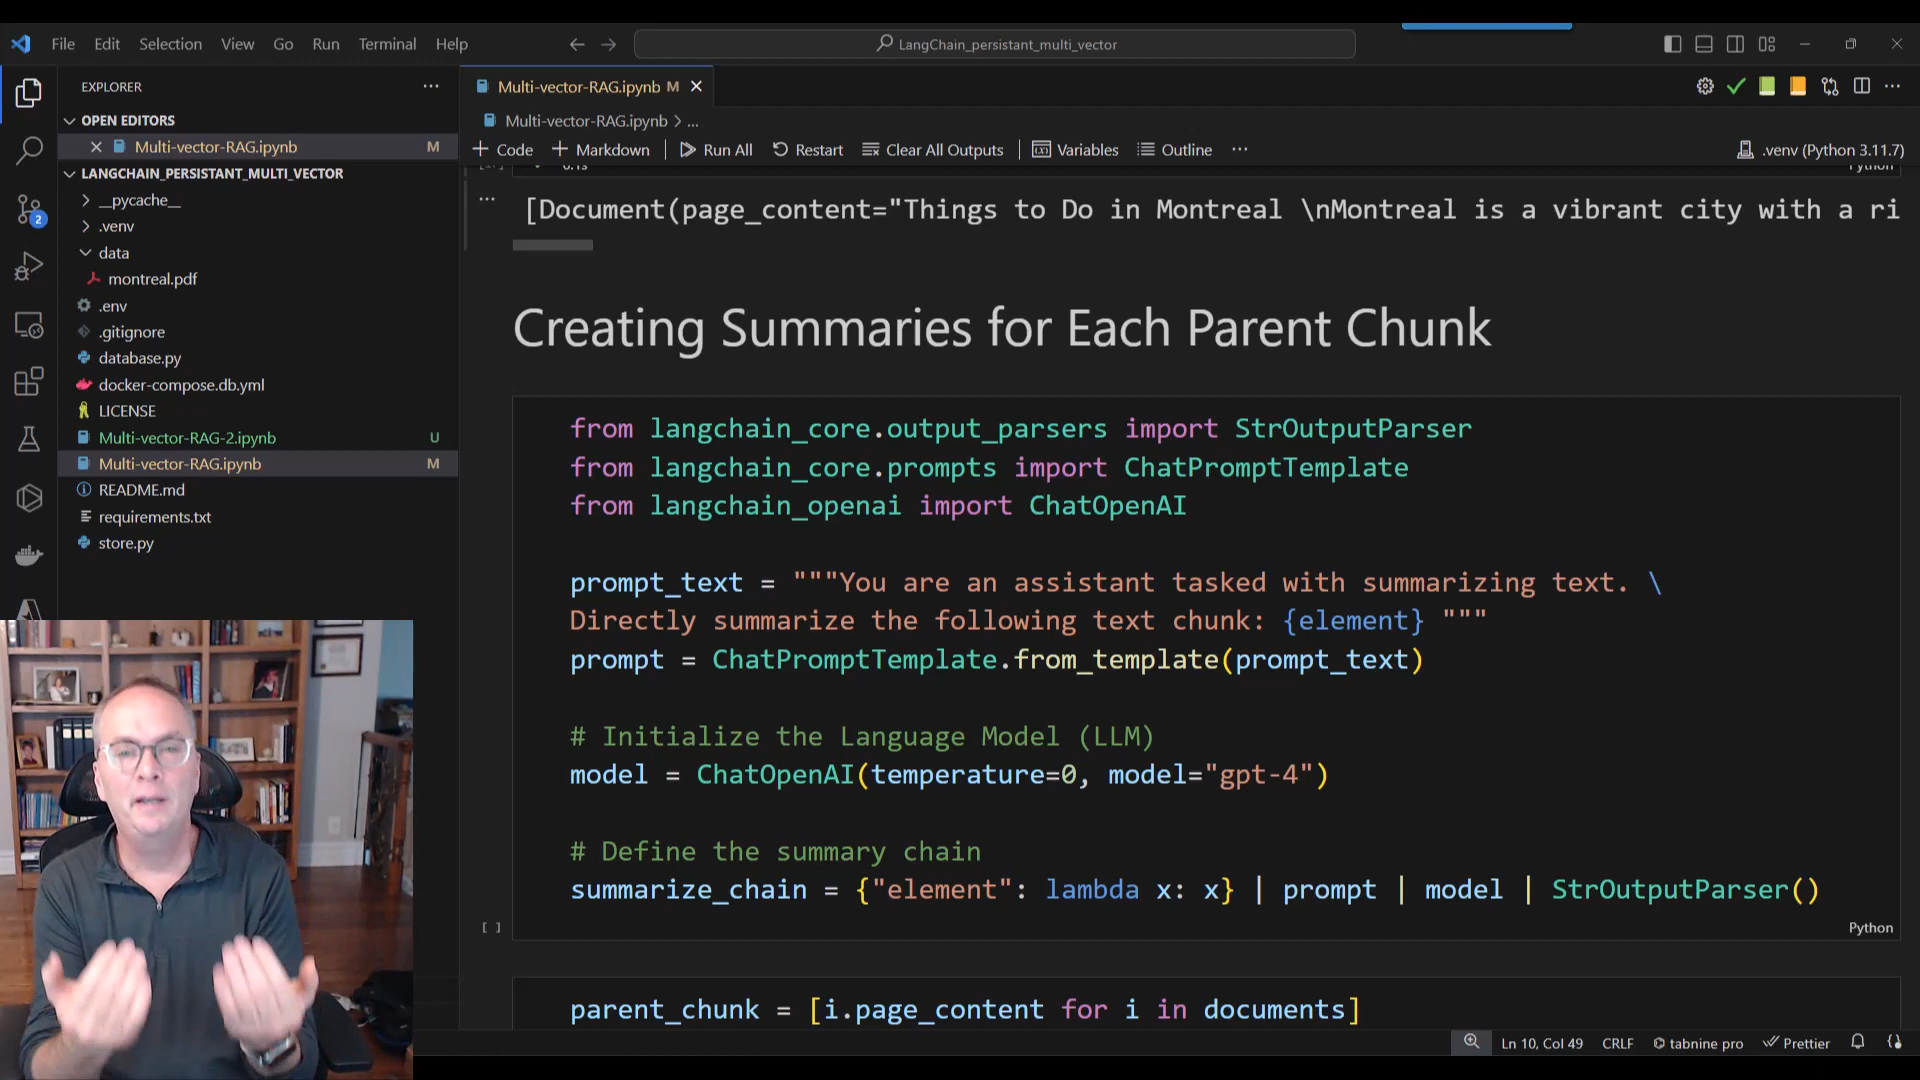 File Edit Selection View Go Run Terminal Help
LangChain_persistant_multi_vector
EXPLORER
OPEN EDITORS
Multi-vector-RAG.ipynb M
LANGCHAIN_PERSISTANT_MULTI_VECTOR
__pycache__
.venv
data
montreal.pdf
.env
.gitignore
database.py
docker-compose.db.yml
LICENSE
Multi-vector-RAG-2.ipynb U
Multi-vector-RAG.ipynb M
README.md
requirements.txt
store.py
2
Multi-vector-RAG.ipynb M
Multi-vector-RAG.ipynb > ...
Code Markdown Run All Restart Clear All Outputs Variables Outline ... .venv (Python 3.11.7)
[Document(page_content="Things to Do in Montreal \nMontreal is a vibrant city with a ri
Creating Summaries for Each Parent Chunk
from langchain_core.output_parsers import StrOutputParser
from langchain_core.prompts import ChatPromptTemplate
from langchain_openai import ChatOpenAI
prompt_text = """You are an assistant tasked with summarizing text. \
Directly summarize the following text chunk: {element} """
prompt = ChatPromptTemplate.from_template(prompt_text)
# Initialize the Language Model (LLM)
model = ChatOpenAI(temperature=0, model="gpt-4")
# Define the summary chain
summarize_chain = {"element": lambda x: x} | prompt | model | StrOutputParser()
[ ]
Python
parent_chunk = [i.page_content for i in documents]
Ln 10, Col 49 CRLF tabnine pro Prettier